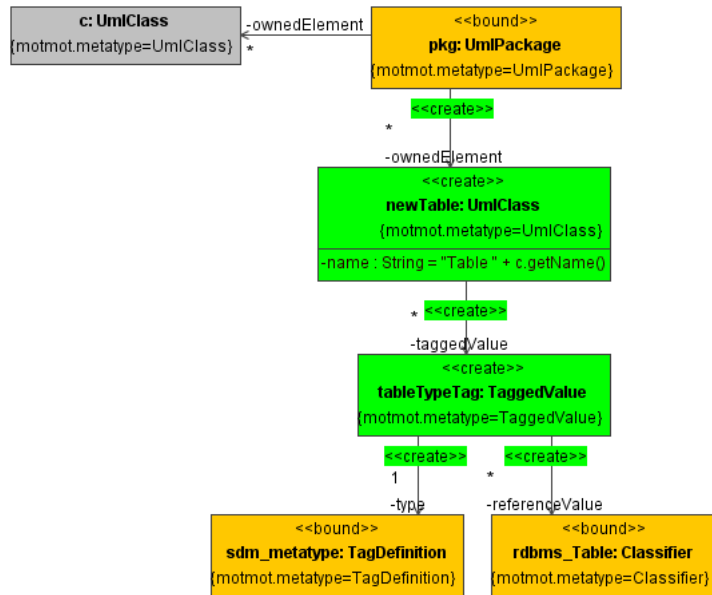 c: UmlClass
{motmot.metatype=UmlClass}
-ownedElement
*
<<bound>>
pkg: UmlPackage
{motmot.metatype=UmlPackage}
<<create>>
*
-ownedElement
<<create>>
newTable: UmlClass
{motmot.metatype=UmlClass}
-name : String = "Table " + c.getName()
<<create>>
*
-taggedValue
<<create>>
tableTypeTag: TaggedValue
{motmot.metatype=TaggedValue}
<<create>>
1
-type
<<create>>
*
-referenceValue
<<bound>>
sdm_metatype: TagDefinition
{motmot.metatype=TagDefinition}
<<bound>>
rdbms_Table: Classifier
{motmot.metatype=Classifier}